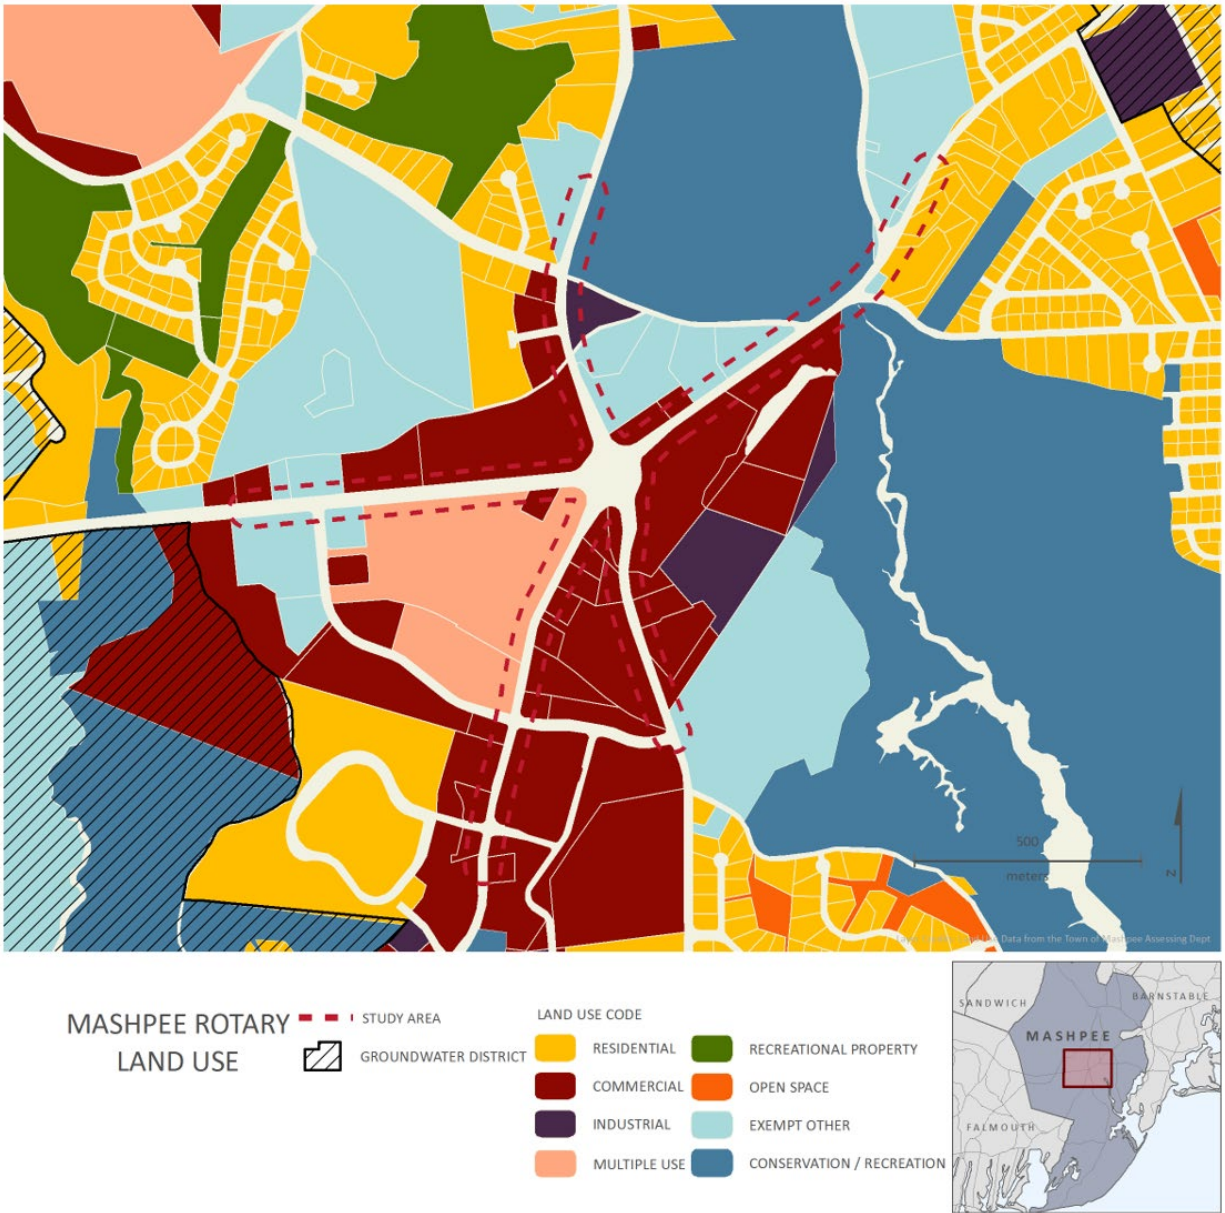 500
meters
N
Data from the Town of Mashpee Assessing Dept
MASHPEE ROTARY
LAND USE
STUDY AREA
GROUNDWATER DISTRICT
LAND USE CODE
RESIDENTIAL
COMMERCIAL
INDUSTRIAL
MULTIPLE USE
RECREATIONAL PROPERTY
OPEN SPACE
EXEMPT OTHER
CONSERVATION / RECREATION
SANDWICH
BARNSTABLE
MASHPEE
FALMOUTH